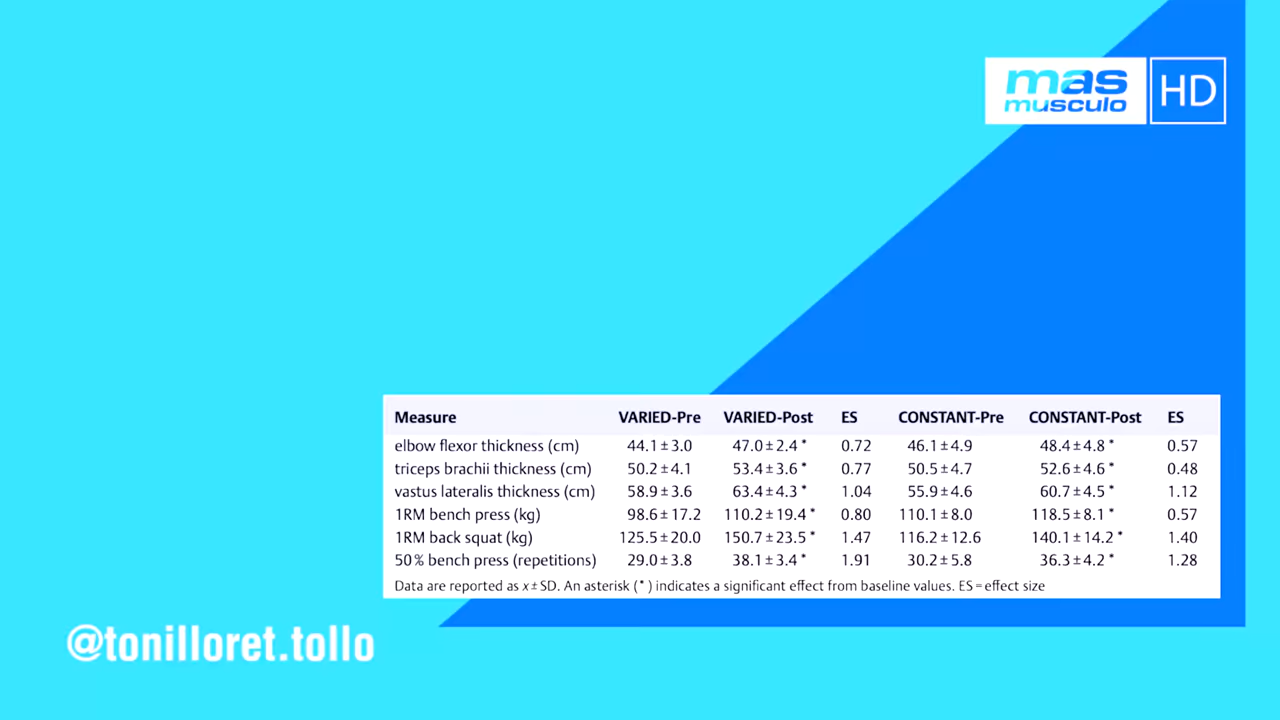 mas
musculo
HD
Measure VARIED-Pre VARIED-Post ES CONSTANT-Pre CONSTANT-Post ES
elbow flexor thickness (cm) 44.1±3.0 47.0±2.4 * 0.72 46.1±4.9 48.4±4.8 * 0.57
triceps brachii thickness (cm) 50.2±4.1 53.4±3.6 * 0.77 50.5±4.7 52.6±4.6 * 0.48
vastus lateralis thickness (cm) 58.9±3.6 63.4±4.3 * 1.04 55.9±4.6 60.7±4.5 * 1.12
1RM bench press (kg) 98.6±17.2 110.2±19.4 * 0.80 110.1±8.0 118.5±8.1 * 0.57
1RM back squat (kg) 125.5±20.0 150.7±23.5 * 1.47 116.2±12.6 140.1±14.2 * 1.40
50% bench press (repetitions) 29.0±3.8 38.1±3.4 * 1.91 30.2±5.8 36.3±4.2 * 1.28
Data are reported as x±SD. An asterisk (*) indicates a significant effect from baseline values. ES=effect size
@tonilloret.tollo